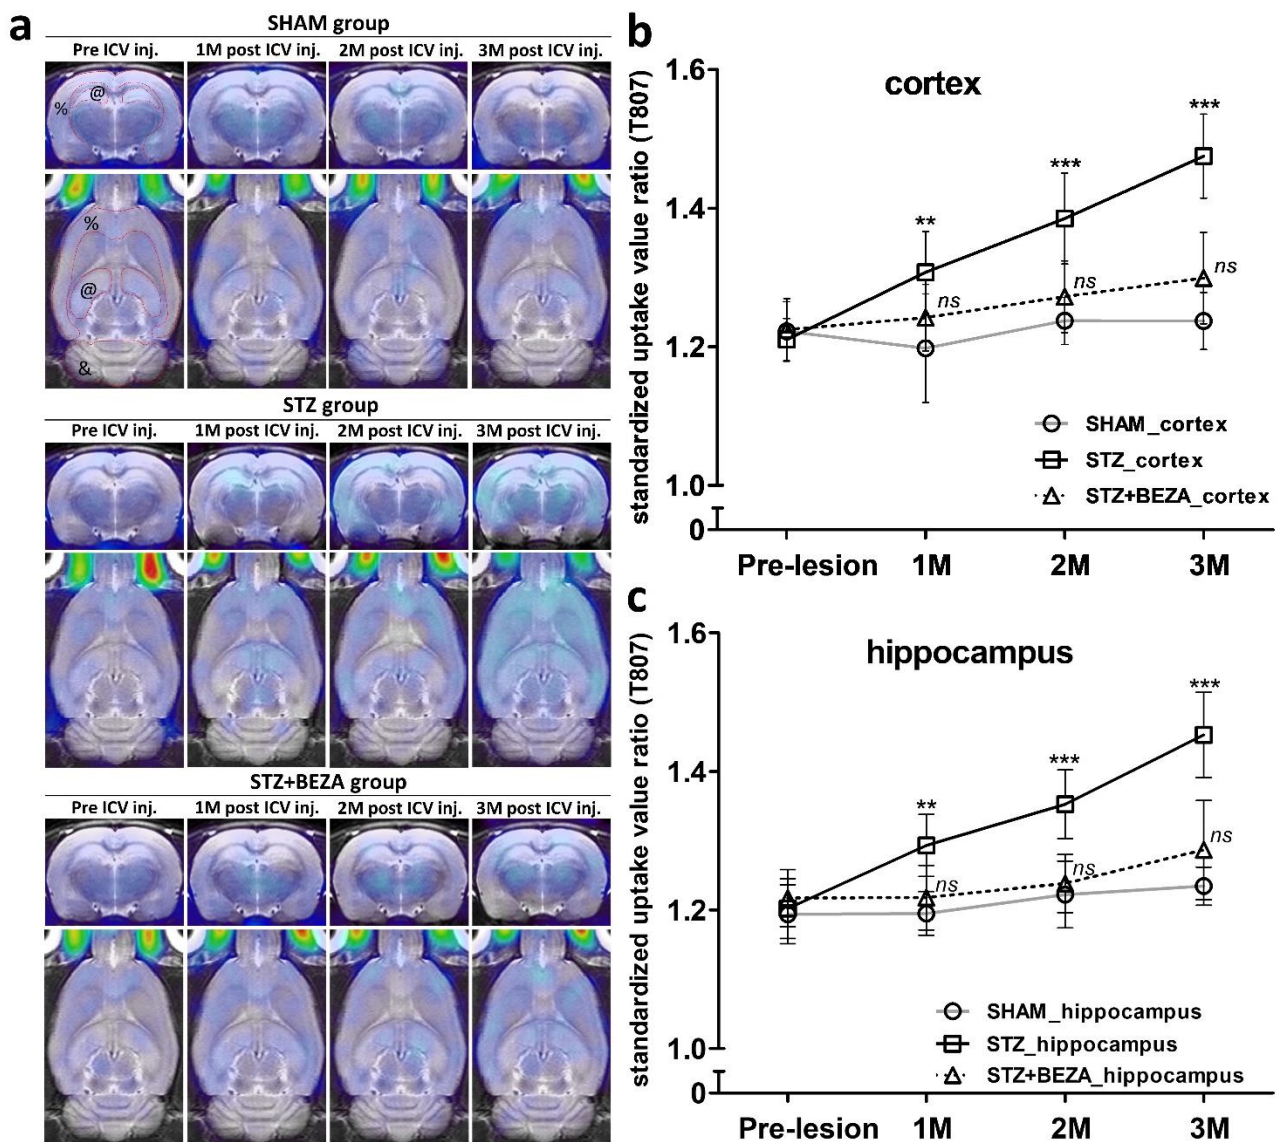 a
SHAM group
Pre ICV inj. 1M post ICV inj. 2M post ICV inj. 3M post ICV inj.
@
%
%
@
&
STZ group
Pre ICV inj. 1M post ICV inj. 2M post ICV inj. 3M post ICV inj.
STZ+BEZA group
Pre ICV inj. 1M post ICV inj. 2M post ICV inj. 3M post ICV inj.
b
cortex
standardized uptake value ratio (T807)
1.6
1.4
1.2
1.0
0
**
***
***
ns
ns
ns
SHAM_cortex
STZ_cortex
STZ+BEZA_cortex
Pre-lesion 1M 2M 3M
c
hippocampus
standardized uptake value ratio (T807)
1.6
1.4
1.2
1.0
0
**
***
***
ns
ns
ns
SHAM_hippocampus
STZ_hippocampus
STZ+BEZA_hippocampus
Pre-lesion 1M 2M 3M